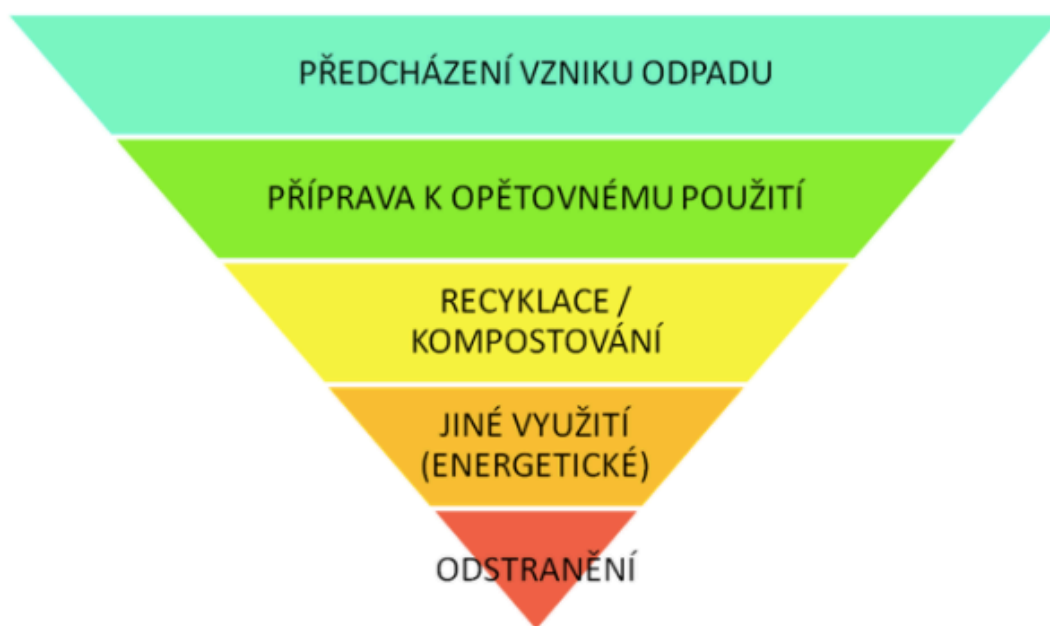 PŘEDCHÁZENÍ VZNIKU ODPADU
PŘÍPRAVA K OPĚTOVNÉMU POUŽITÍ
RECYKLACE /
KOMPOSTOVÁNÍ
JINÉ VYUŽITÍ
(ENERGETICKÉ)
ODSTRANĚNÍ